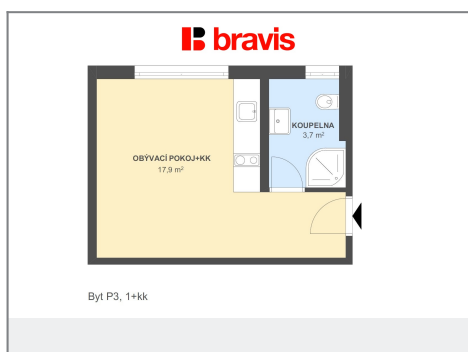 bravis
KOUPELNA
3,7 m²
OBÝVACÍ POKOJ+KK
17,9 m²
Byt P3, 1+kk